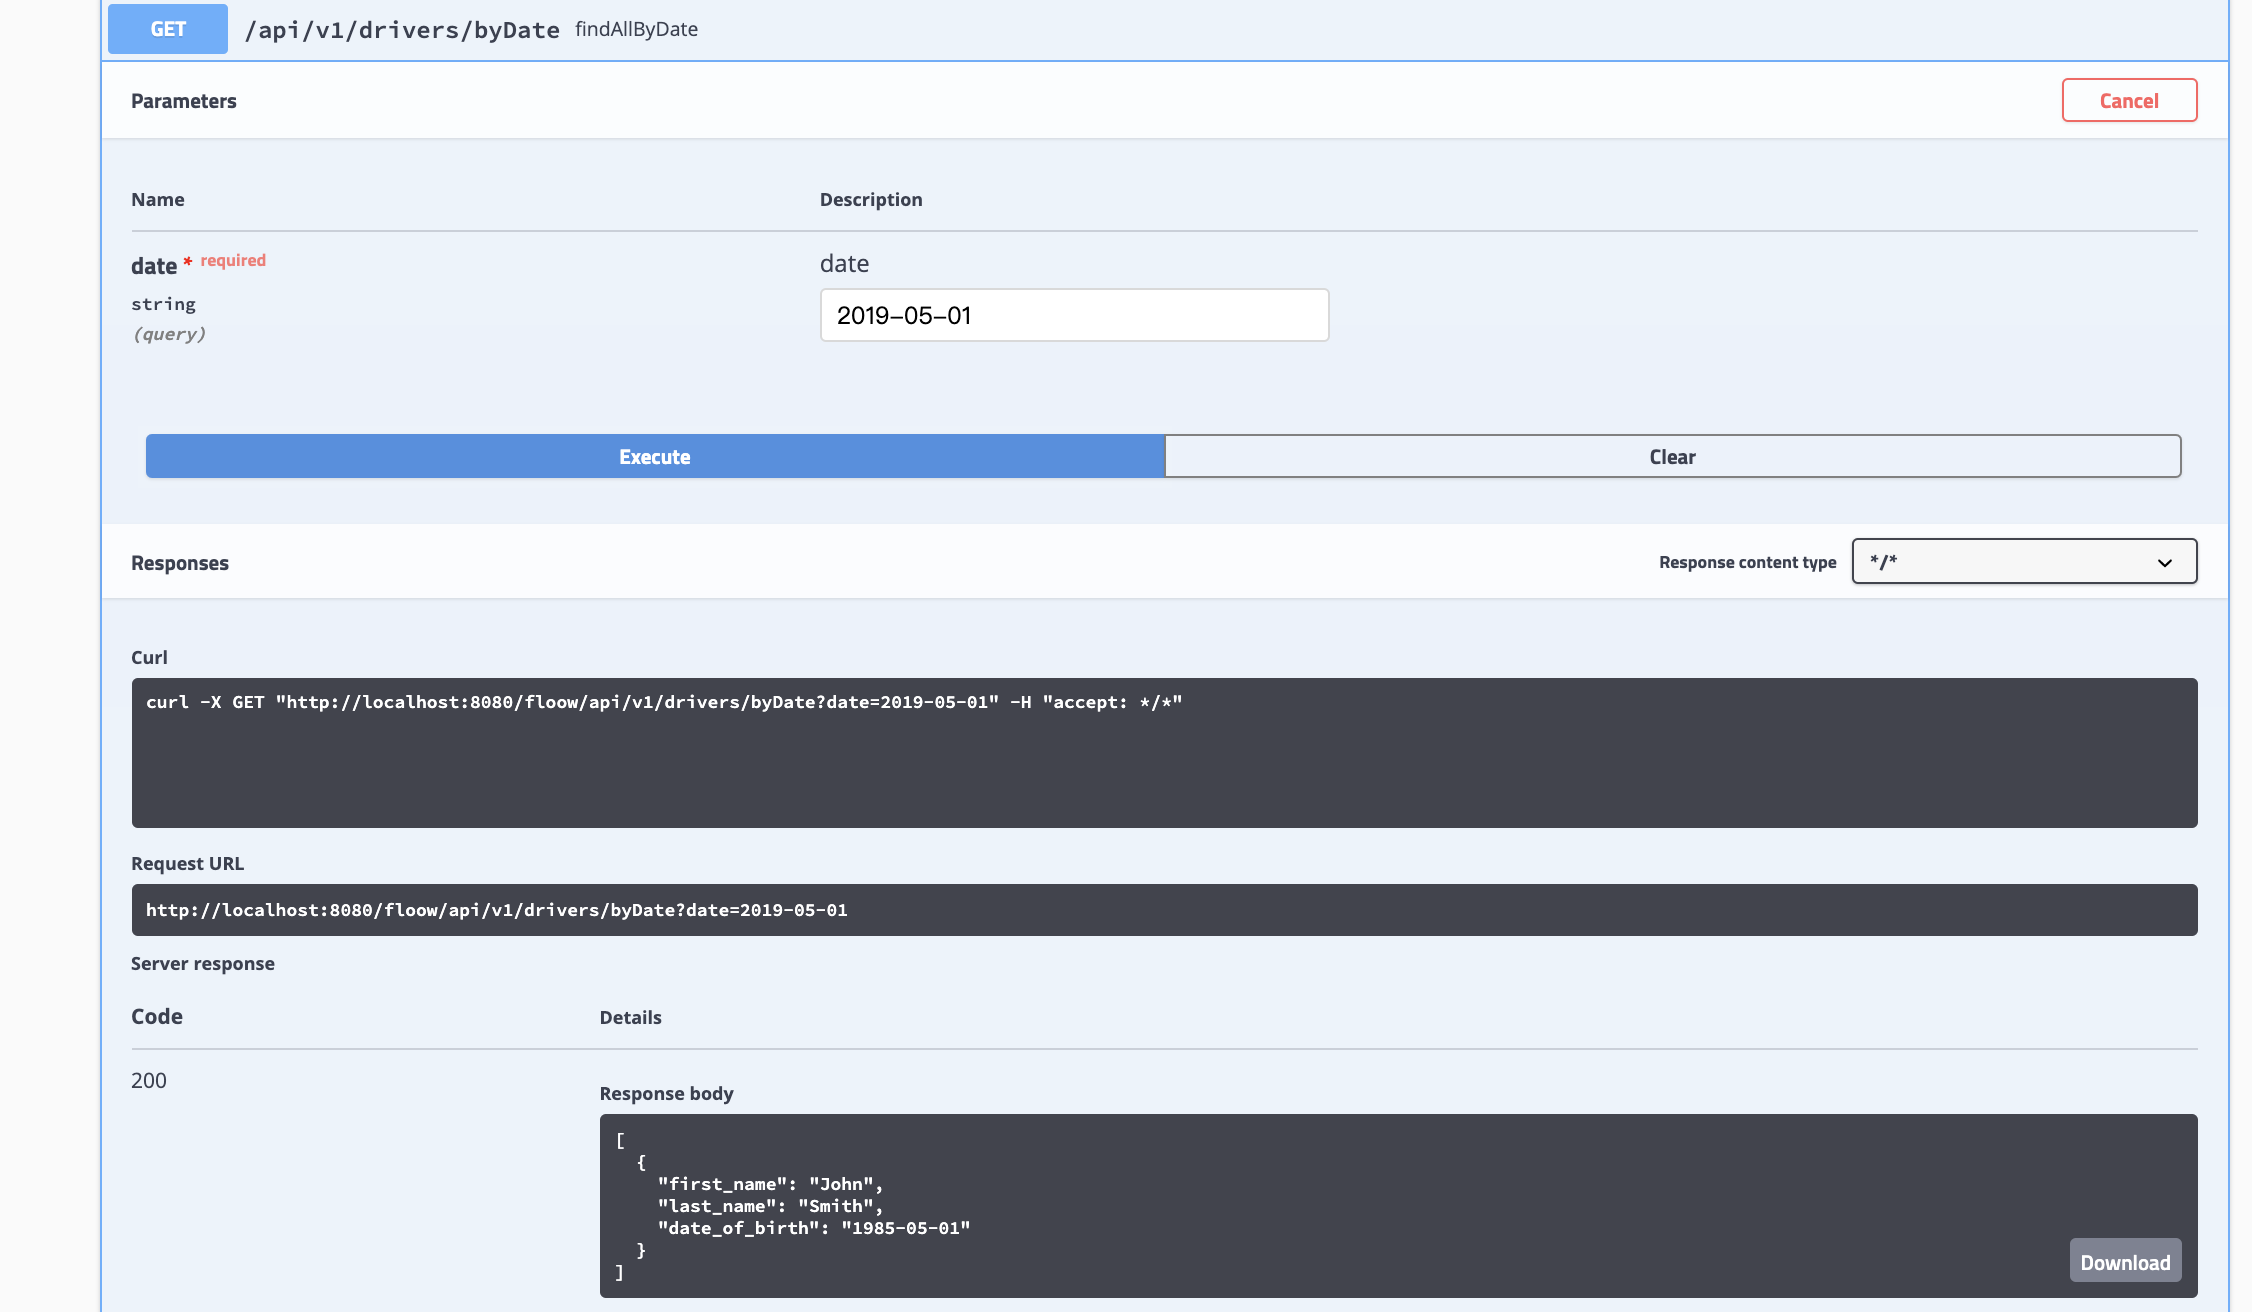 GET /api/v1/drivers/byDate findAllByDate
Parameters
Cancel
Name Description
date * required
string
(query)
date
2019-05-01
Execute Clear
Responses
Response content type */*
Curl
curl -X GET "http://localhost:8080/floow/api/v1/drivers/byDate?date=2019-05-01" -H "accept: */*"
Request URL
http://localhost:8080/floow/api/v1/drivers/byDate?date=2019-05-01
Server response
Code Details
200
Response body
[
  {
    "first_name": "John",
    "last_name": "Smith",
    "date_of_birth": "1985-05-01"
  }
]
Download